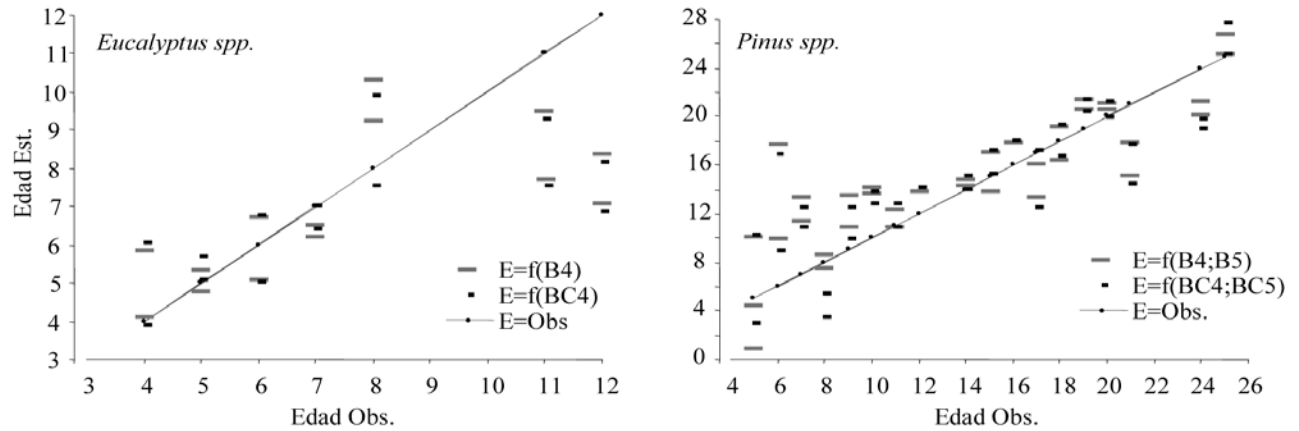 Eucalyptus spp.
Edad Est.
12
11
10
9
8
7
6
5
4
3
E=f(B4)
E=f(BC4)
E=Obs
3 4 5 6 7 8 9 10 11 12
Edad Obs.
Pinus spp.
28
24
20
16
12
8
4
0
E=f(B4;B5)
E=f(BC4;BC5)
E=Obs.
4 6 8 10 12 14 16 18 20 22 24 26
Edad Obs.